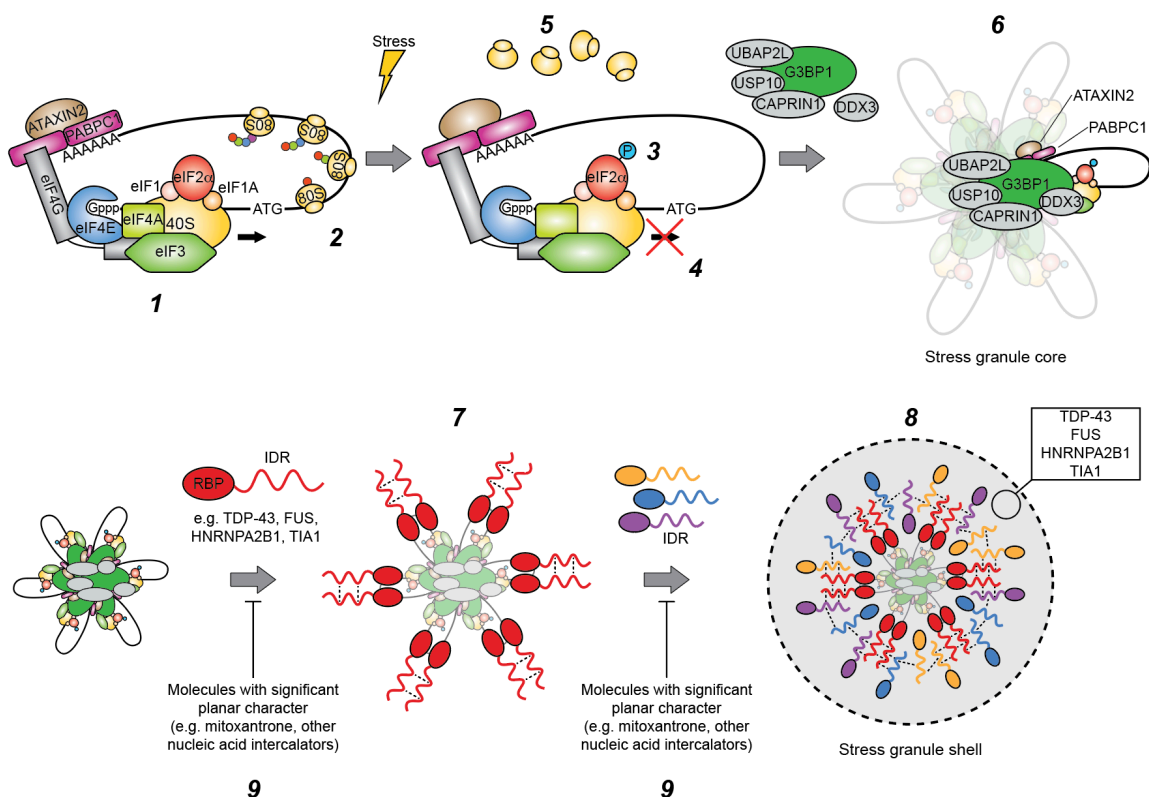 5
6
Stress
UBAP2L
G3BP1
USP10
CAPRIN1
DDX3
ATAXIN2
PABPC1
AAAAAA
80S
80S
80S
80S
eIF4G
eIF1
eIF2α
eIF1A
Gppp
eIF4E
eIF4A
40S
eIF3
ATG
2
1
AAAAAA
P
3
eIF2α
Gppp
ATG
4
ATAXIN2
PABPC1
UBAP2L
G3BP1
USP10
DDX3
CAPRIN1
Stress granule core
7
8
IDR
RBP
e.g. TDP-43, FUS,
HNRNPA2B1, TIA1
IDR
TDP-43
FUS
HNRNPA2B1
TIA1
Molecules with significant
planar character
(e.g. mitoxantrone, other
nucleic acid intercalators)
9
Molecules with significant
planar character
(e.g. mitoxantrone, other
nucleic acid intercalators)
9
Stress granule shell